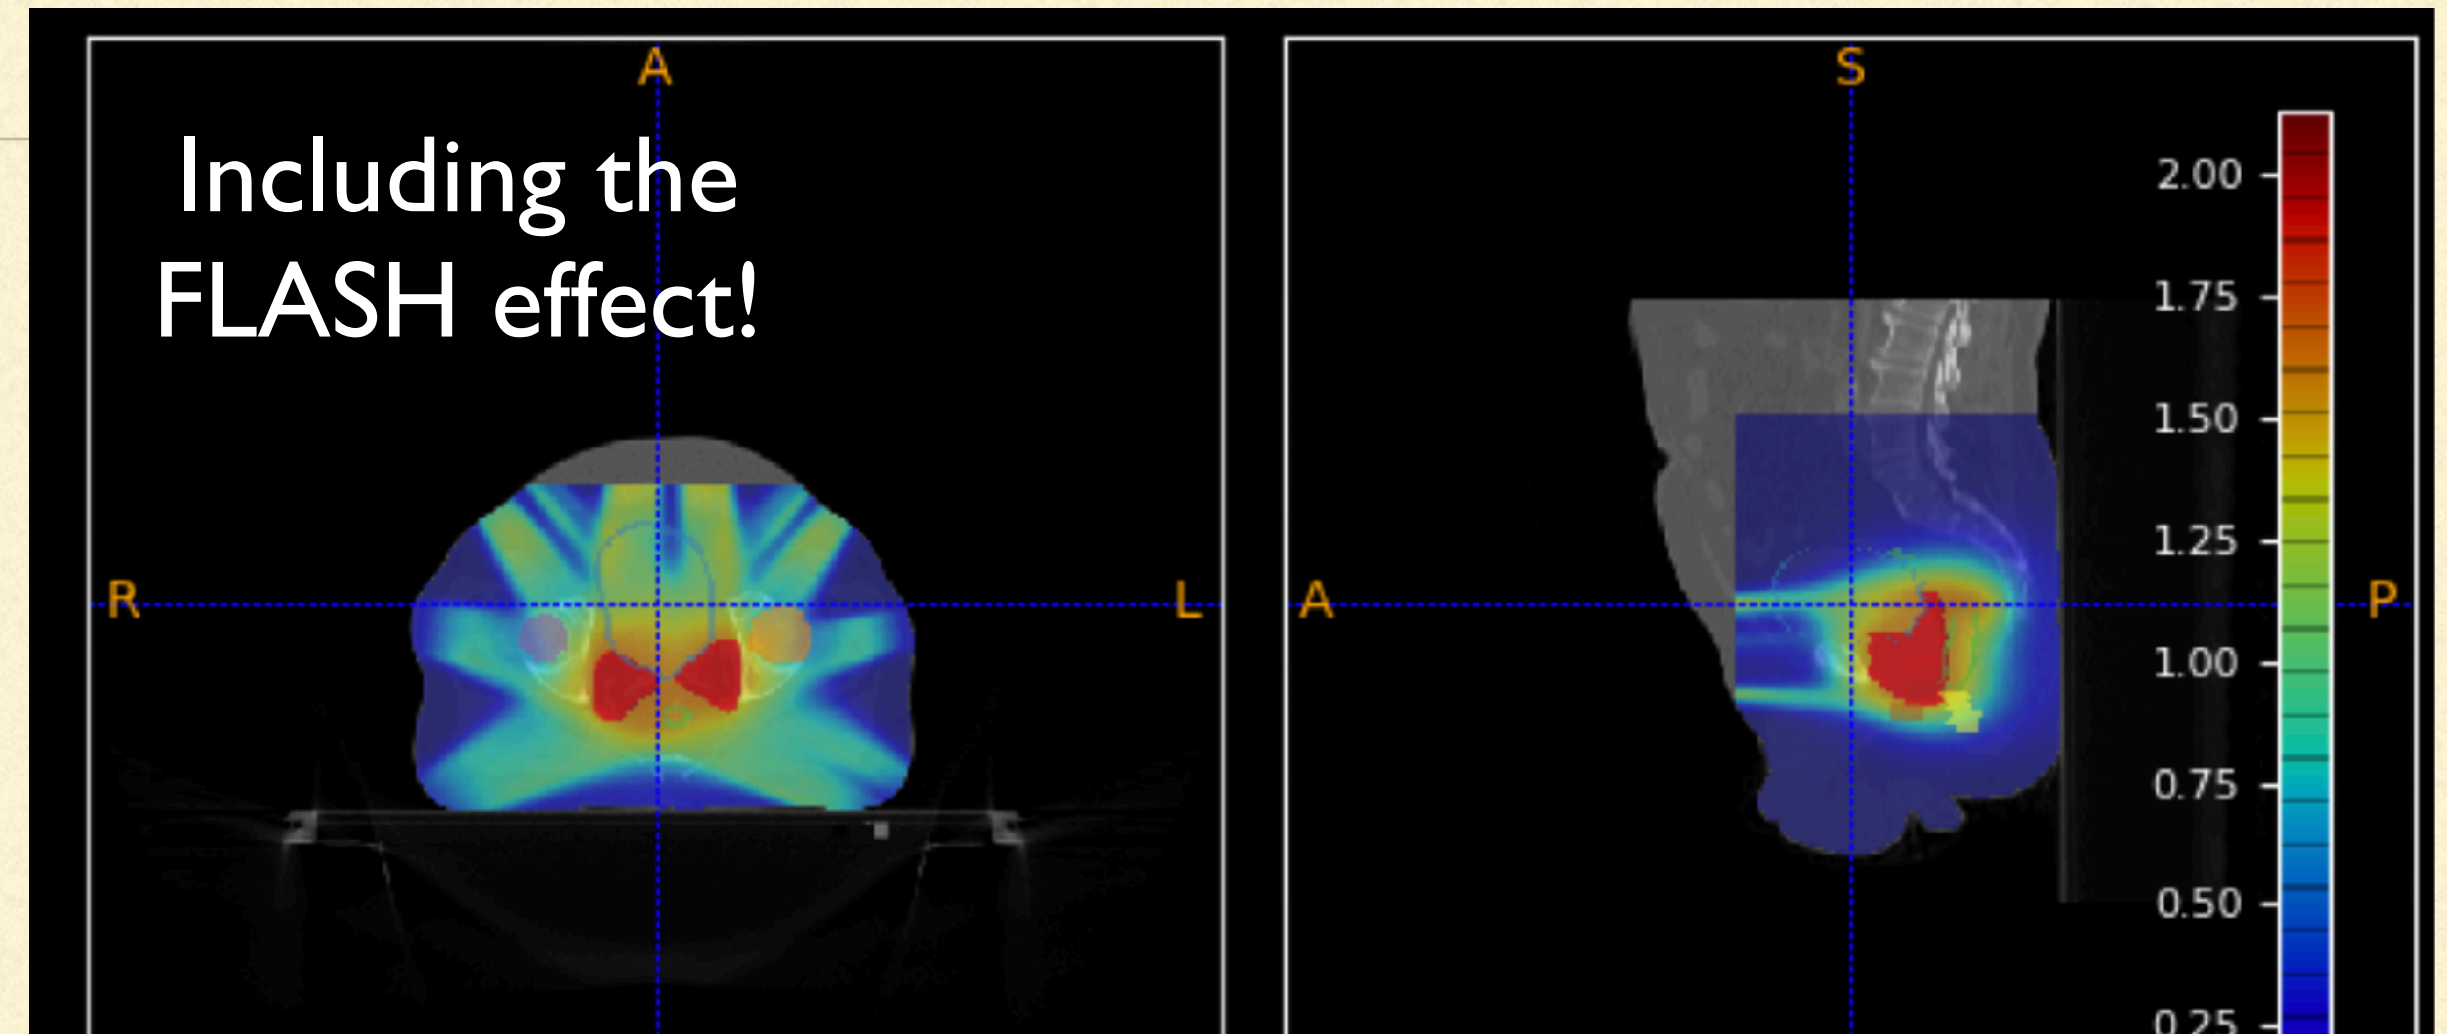 A
Including the
FLASH effect!
R
L
S
A
P
2.00
1.75
1.50
1.25
1.00
0.75
0.50
0.25